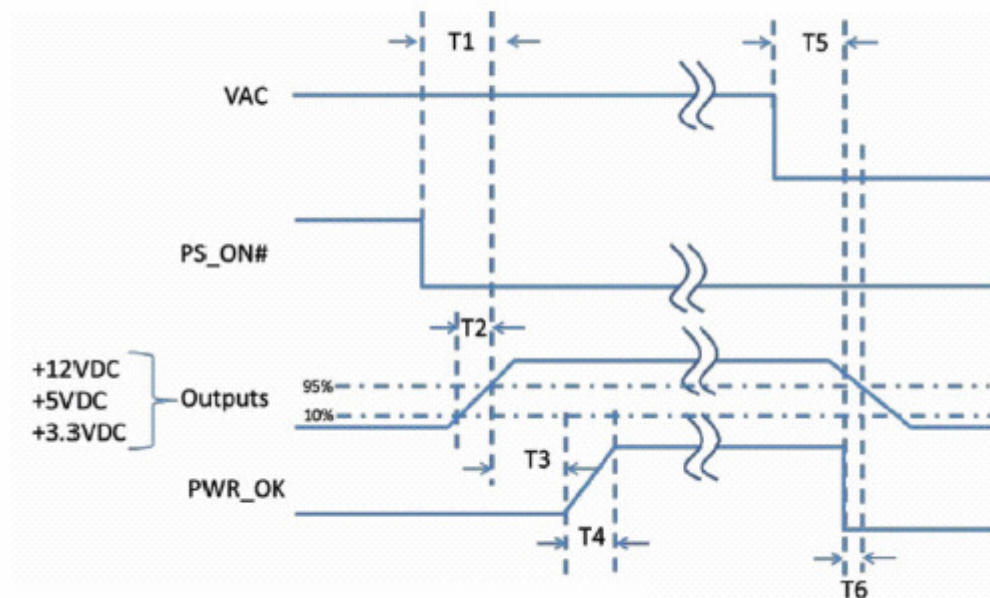 T1
T5
VAC
PS_ON#
T2
+12VDC
+5VDC
+3.3VDC
Outputs
95%
10%
T3
PWR_OK
T4
T6